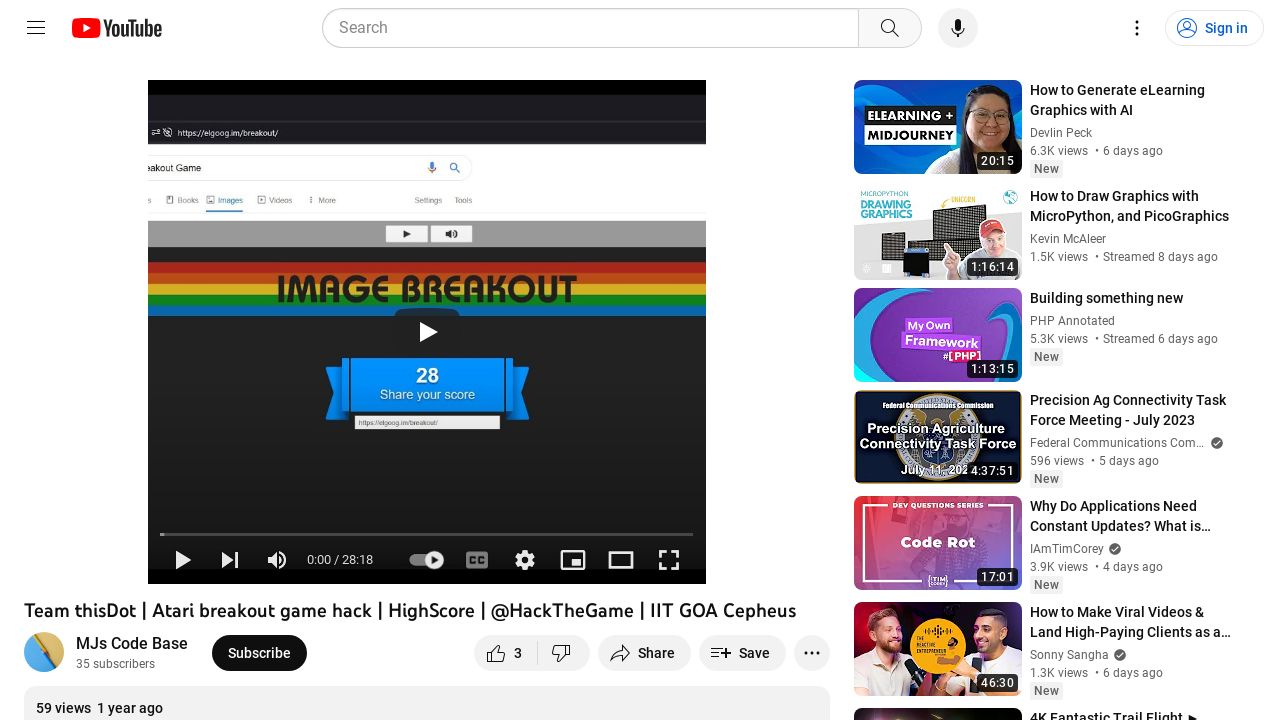 YouTube
Search
Sign in
https://elgoog.im/breakout/
eakout Game
Books
Images
Videos
More
Settings
Tools
IMAGE BREAKOUT
28
Share your score
https://elgoog.im/breakout/
0:00 / 28:18
CC
Team thisDot | Atari breakout game hack | HighScore | @HackTheGame | IIT GOA Cepheus
MJs Code Base
35 subscribers
Subscribe
3
Share
Save
59 views 1 year ago
ELEARNING +
MIDJOURNEY
20:15
How to Generate eLearning
Graphics with AI
Devlin Peck
6.3K views • 6 days ago
New
MICROPYTHON
DRAWING
GRAPHICS
UNICORN
1:16:14
How to Draw Graphics with
MicroPython, and PicoGraphics
Kevin McAleer
1.5K views • Streamed 8 days ago
My Own
Framework
#[PHP]
1:13:15
Building something new
PHP Annotated
5.3K views • Streamed 6 days ago
New
Federal Communications Commission
Precision Agriculture
Connectivity Task Force
July 11, 202
4:37:51
Precision Ag Connectivity Task
Force Meeting - July 2023
Federal Communications Com…
596 views • 5 days ago
New
DEV QUESTIONS SERIES
Code Rot
TIM
COREY
17:01
Why Do Applications Need
Constant Updates? What is…
IAmTimCorey
3.9K views • 4 days ago
New
THE
REACTIVE
ENTREPRENEUR
46:30
How to Make Viral Videos &
Land High-Paying Clients as a…
Sonny Sangha
1.3K views • 6 days ago
New
4K Fantastic Trail Flight ►